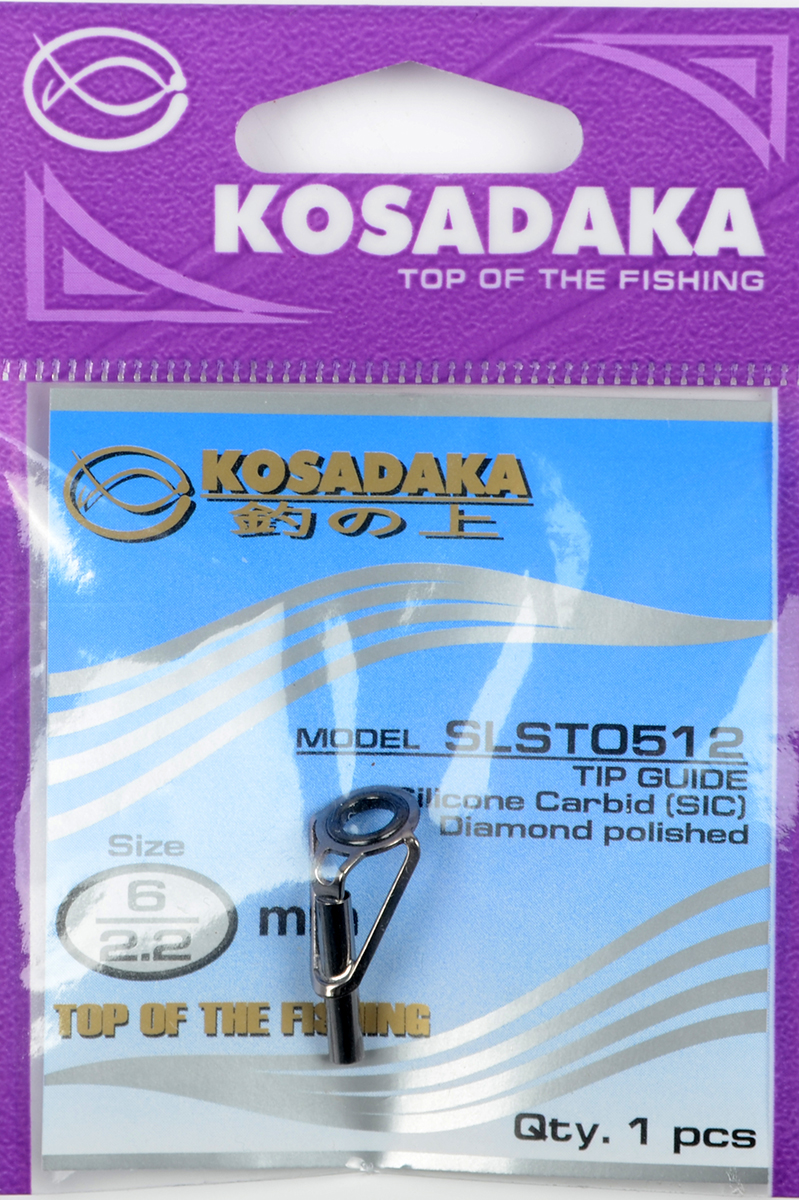 KOSADAKA
TOP OF THE FISHING
KOSADAKA
釣の上
MODEL SLST0512
TIP GUIDE
Silicone Carbid (SIC)
Diamond polished
Size
6
2.2
mm
TOP OF THE FISHING
Qty. 1 pcs